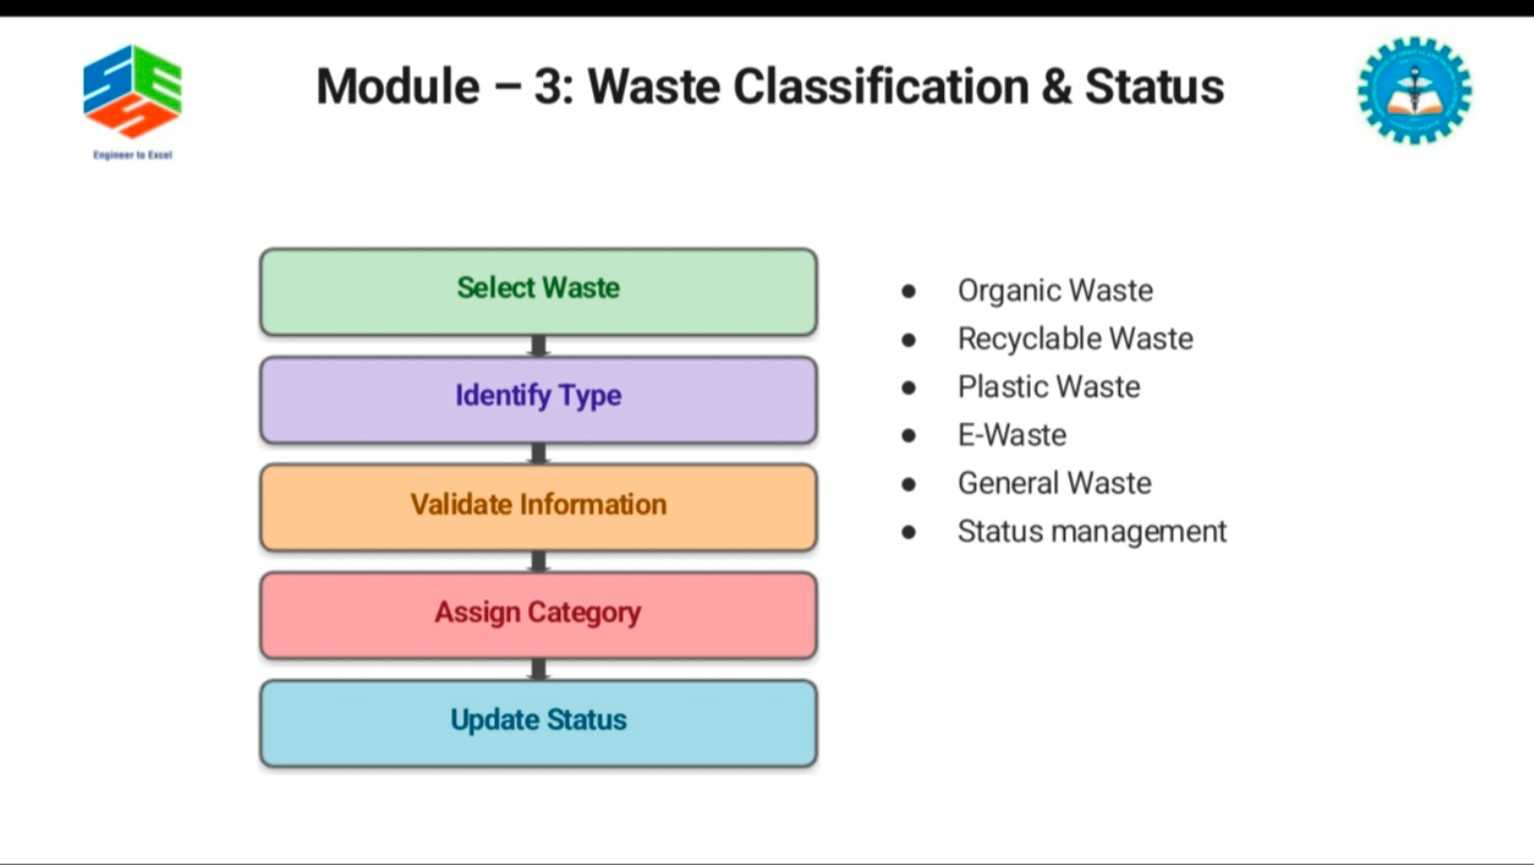 Module – 3: Waste Classification & Status
SES
Engineer to Excel
Select Waste
Identify Type
Validate Information
Assign Category
Update Status
● Organic Waste
● Recyclable Waste
● Plastic Waste
● E-Waste
● General Waste
● Status management